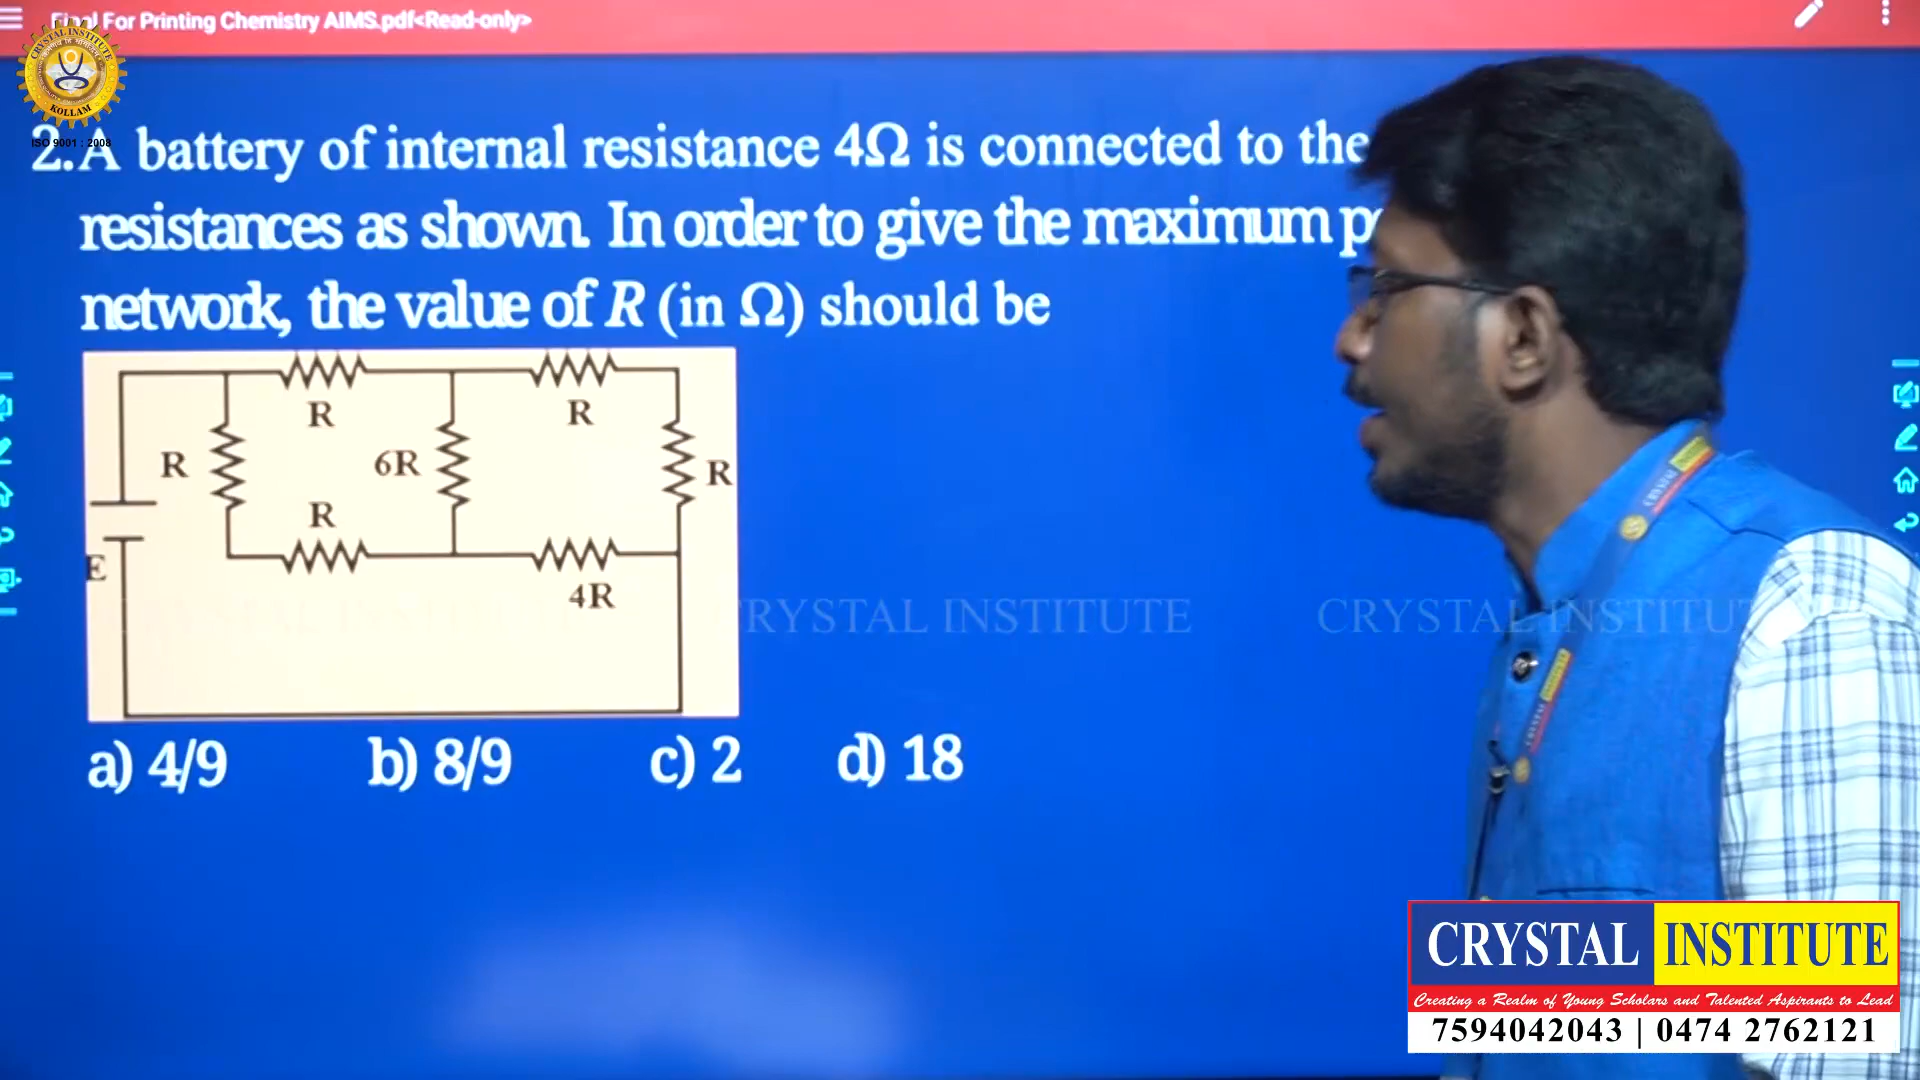 Final For Printing Chemistry AIMS.pdf<Read-only>
CRYSTAL INSTITUTE
KOLLAM
ISO 9001 : 2008
2. A battery of internal resistance 4Ω is connected to the
resistances as shown. In order to give the maximum
network, the value of R (in Ω) should be
R
R
R
6R
R
R
E
4R
CRYSTAL INSTITUTE
CRYSTAL
a) 4/9 b) 8/9 c) 2 d) 18
CRYSTAL INSTITUTE
Creating a Realm of Young Scholars and Talented Aspirants to Lead
7594042043 | 0474 2762121